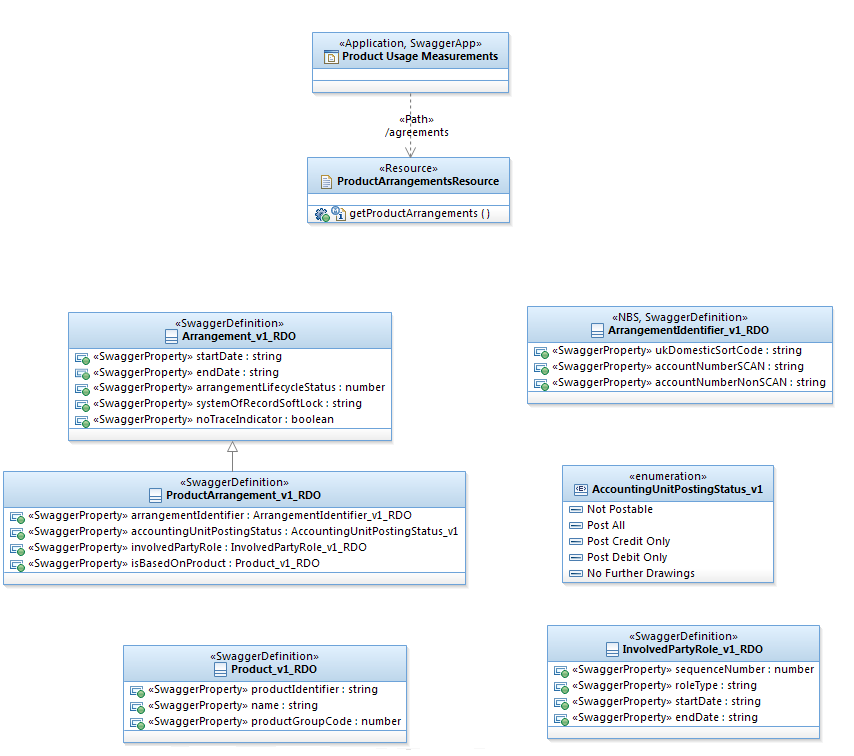 «Application, SwaggerApp»
Product Usage Measurements
«Path»
/agreements
«Resource»
ProductArrangementsResource
getProductArrangements ( )
«SwaggerDefinition»
Arrangement_v1_RDO
«SwaggerProperty» startDate : string
«SwaggerProperty» endDate : string
«SwaggerProperty» arrangementLifecycleStatus : number
«SwaggerProperty» systemOfRecordSoftLock : string
«SwaggerProperty» noTraceIndicator : boolean
«NBS, SwaggerDefinition»
ArrangementIdentifier_v1_RDO
«SwaggerProperty» ukDomesticSortCode : string
«SwaggerProperty» accountNumberSCAN : string
«SwaggerProperty» accountNumberNonSCAN : string
«SwaggerDefinition»
ProductArrangement_v1_RDO
«SwaggerProperty» arrangementIdentifier : ArrangementIdentifier_v1_RDO
«SwaggerProperty» accountingUnitPostingStatus : AccountingUnitPostingStatus_v1
«SwaggerProperty» involvedPartyRole : InvolvedPartyRole_v1_RDO
«SwaggerProperty» isBasedOnProduct : Product_v1_RDO
«enumeration»
AccountingUnitPostingStatus_v1
Not Postable
Post All
Post Credit Only
Post Debit Only
No Further Drawings
«SwaggerDefinition»
Product_v1_RDO
«SwaggerProperty» productIdentifier : string
«SwaggerProperty» name : string
«SwaggerProperty» productGroupCode : number
«SwaggerDefinition»
InvolvedPartyRole_v1_RDO
«SwaggerProperty» sequenceNumber : number
«SwaggerProperty» roleType : string
«SwaggerProperty» startDate : string
«SwaggerProperty» endDate : string